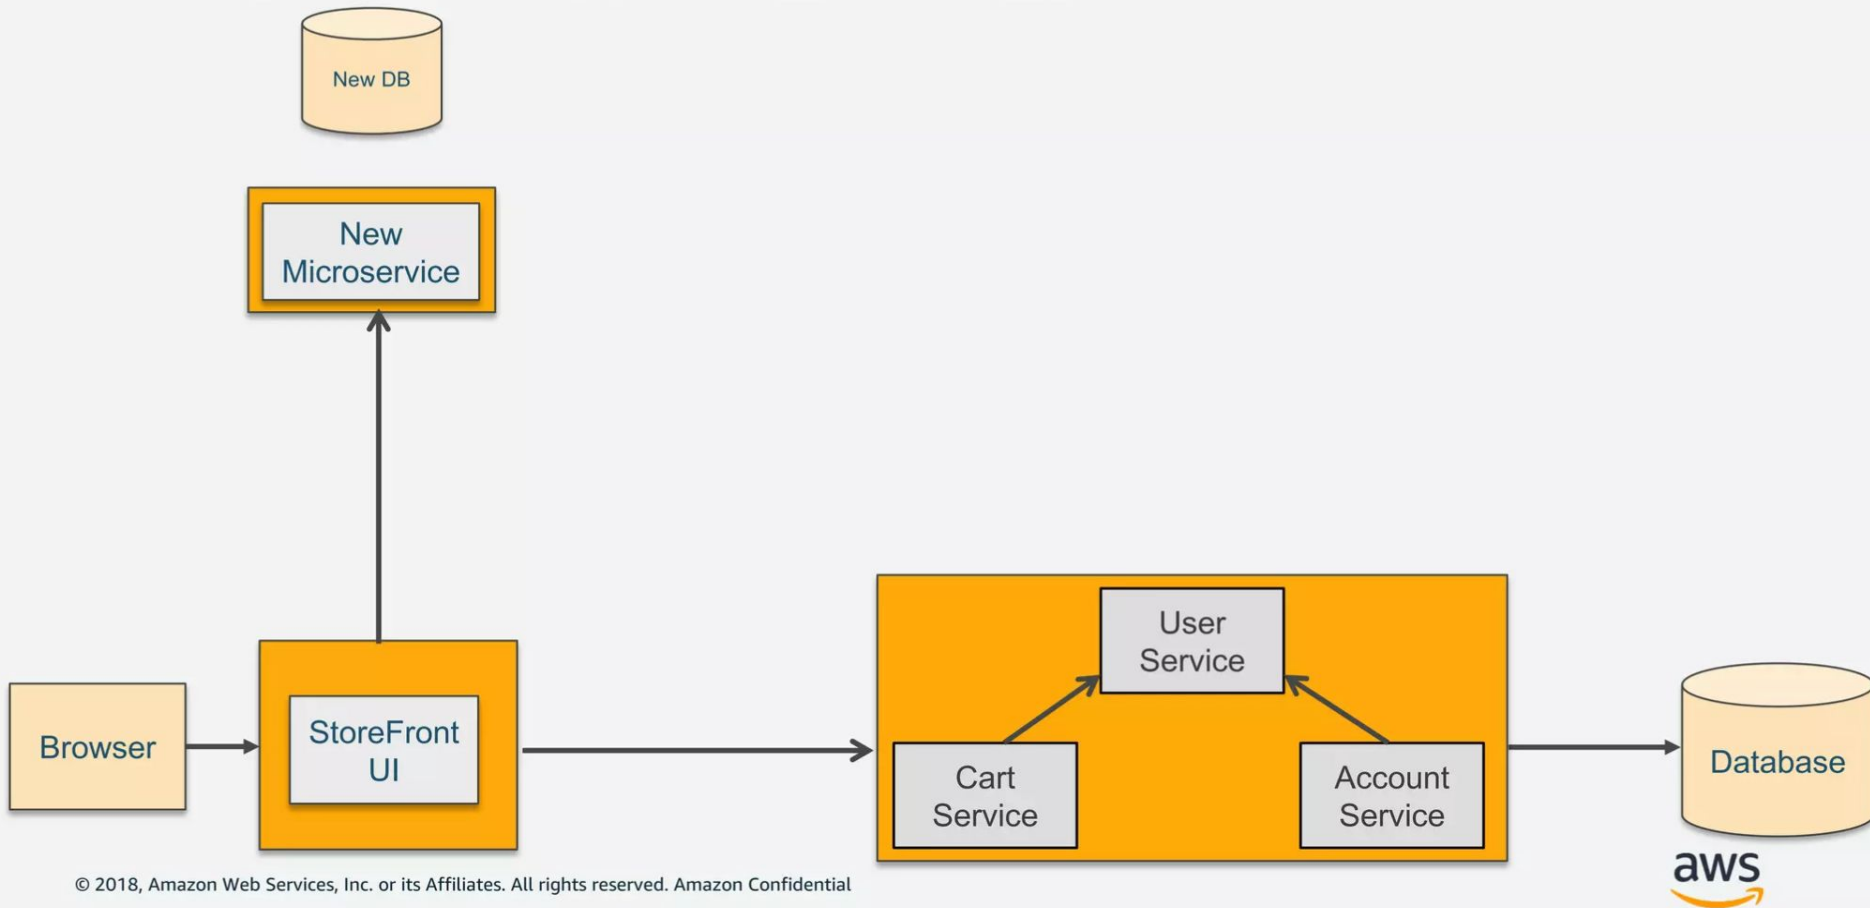 New DB
New
Microservice
Browser
StoreFront
UI
User
Service
Cart
Service
Account
Service
Database
© 2018, Amazon Web Services, Inc. or its Affiliates. All rights reserved. Amazon Confidential
aws